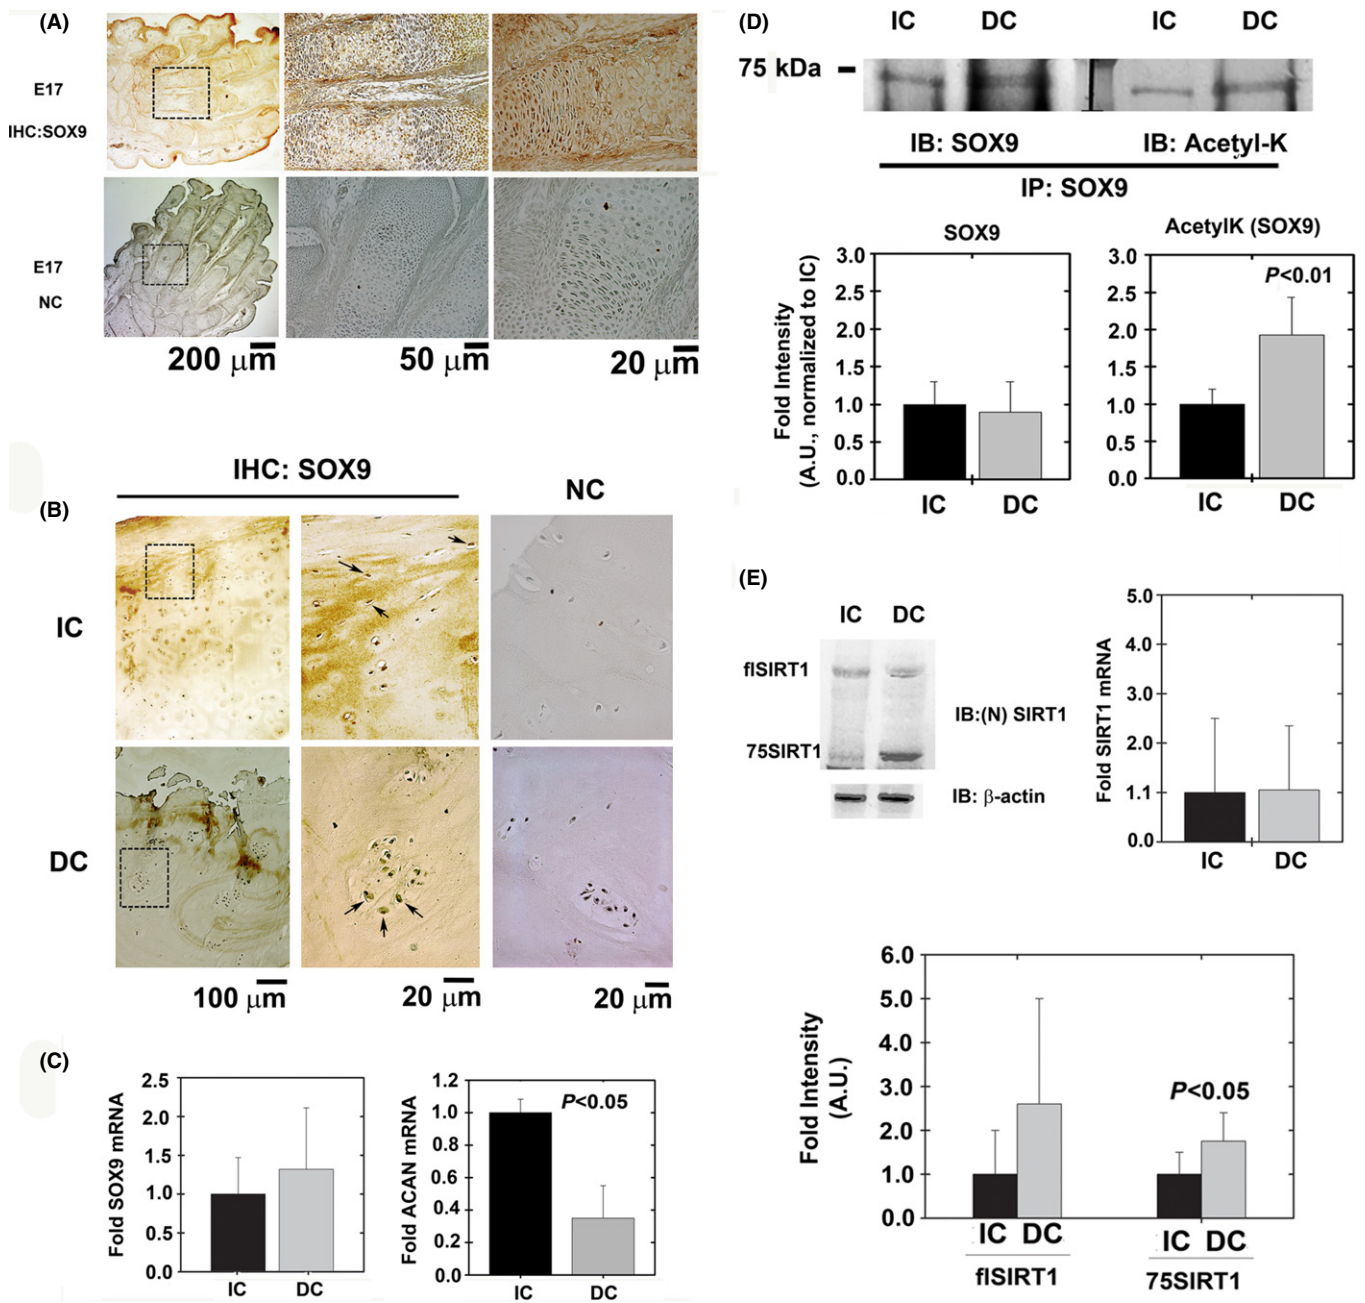 (A)
E17
IHC:SOX9
E17
NC
200 μm
50 μm
20 μm
IHC: SOX9
NC
(B)
IC
DC
100 μm
20 μm
20 μm
(C)
Fold SOX9 mRNA
2.5
2.0
1.5
1.0
0.5
0.0
IC
DC
Fold ACAN mRNA
1.2
1.0
0.8
0.6
0.4
0.2
0.0
P<0.05
IC
DC
(D)
IC DC IC DC
75 kDa
IB: SOX9
IB: Acetyl-K
IP: SOX9
SOX9
Fold Intensity
(A.U., normalized to IC)
3.0
2.5
2.0
1.5
1.0
0.5
0.0
IC
DC
AcetylK (SOX9)
3.0
2.5
2.0
1.5
1.0
0.5
0.0
P<0.01
IC
DC
(E)
IC DC
flSIRT1
75SIRT1
IB:(N) SIRT1
IB: β-actin
Fold SIRT1 mRNA
5.0
4.0
3.0
2.0
1.1
0.0
IC
DC
Fold Intensity
(A.U.)
6.0
5.0
4.0
3.0
2.0
1.0
0.0
P<0.05
IC DC
IC DC
flSIRT1
75SIRT1